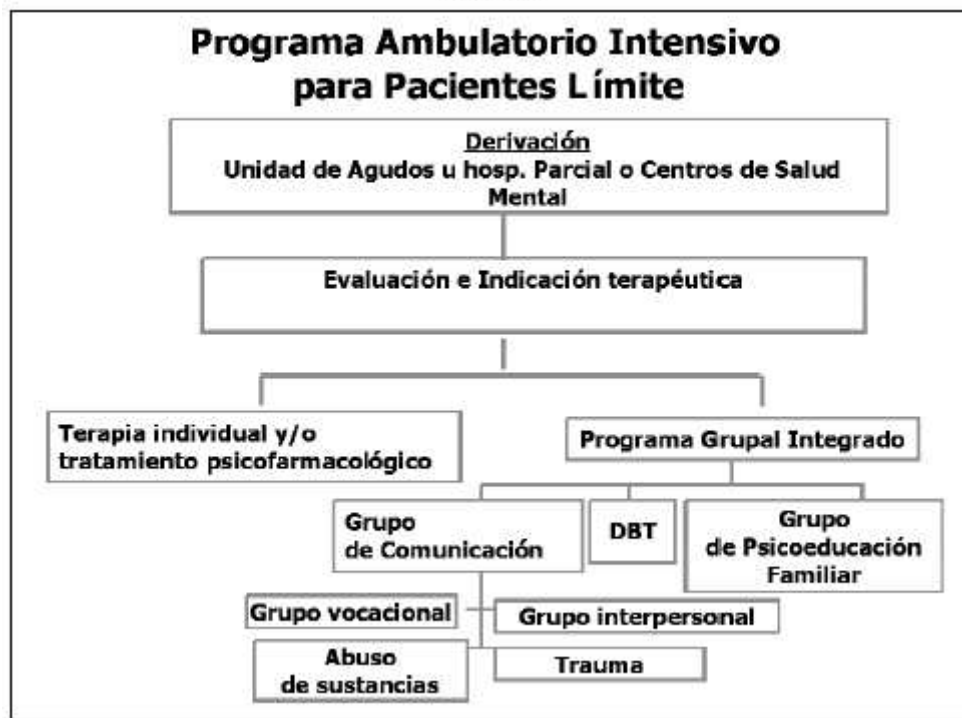 Programa Ambulatorio Intensivo
para Pacientes Límite
Derivación
Unidad de Agudos u hosp. Parcial o Centros de Salud
Mental
Evaluación e Indicación terapéutica
Terapia individual y/o
tratamiento psicofarmacológico
Programa Grupal Integrado
Grupo
de Comunicación
DBT
Grupo
de Psicoeducación
Familiar
Grupo vocacional
Grupo interpersonal
Abuso
de sustancias
Trauma